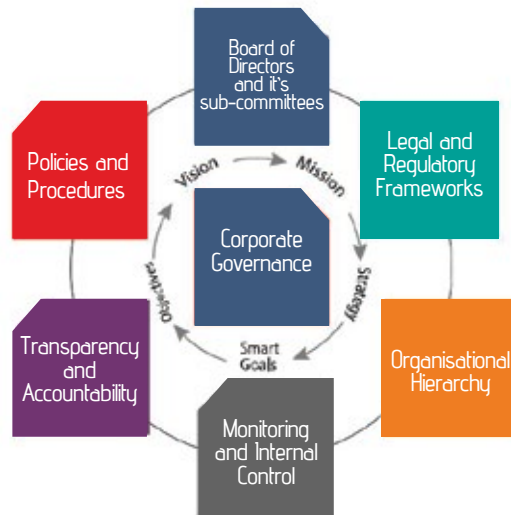 Board of
Directors
and it's
sub-committees
Legal and
Regulatory
Frameworks
Policies and
Procedures
Vision
Mission
Corporate
Governance
Objectives
Strategy
Smart
Goals
Transparency
and
Accountability
Organisational
Hierarchy
Monitoring
and Internal
Control